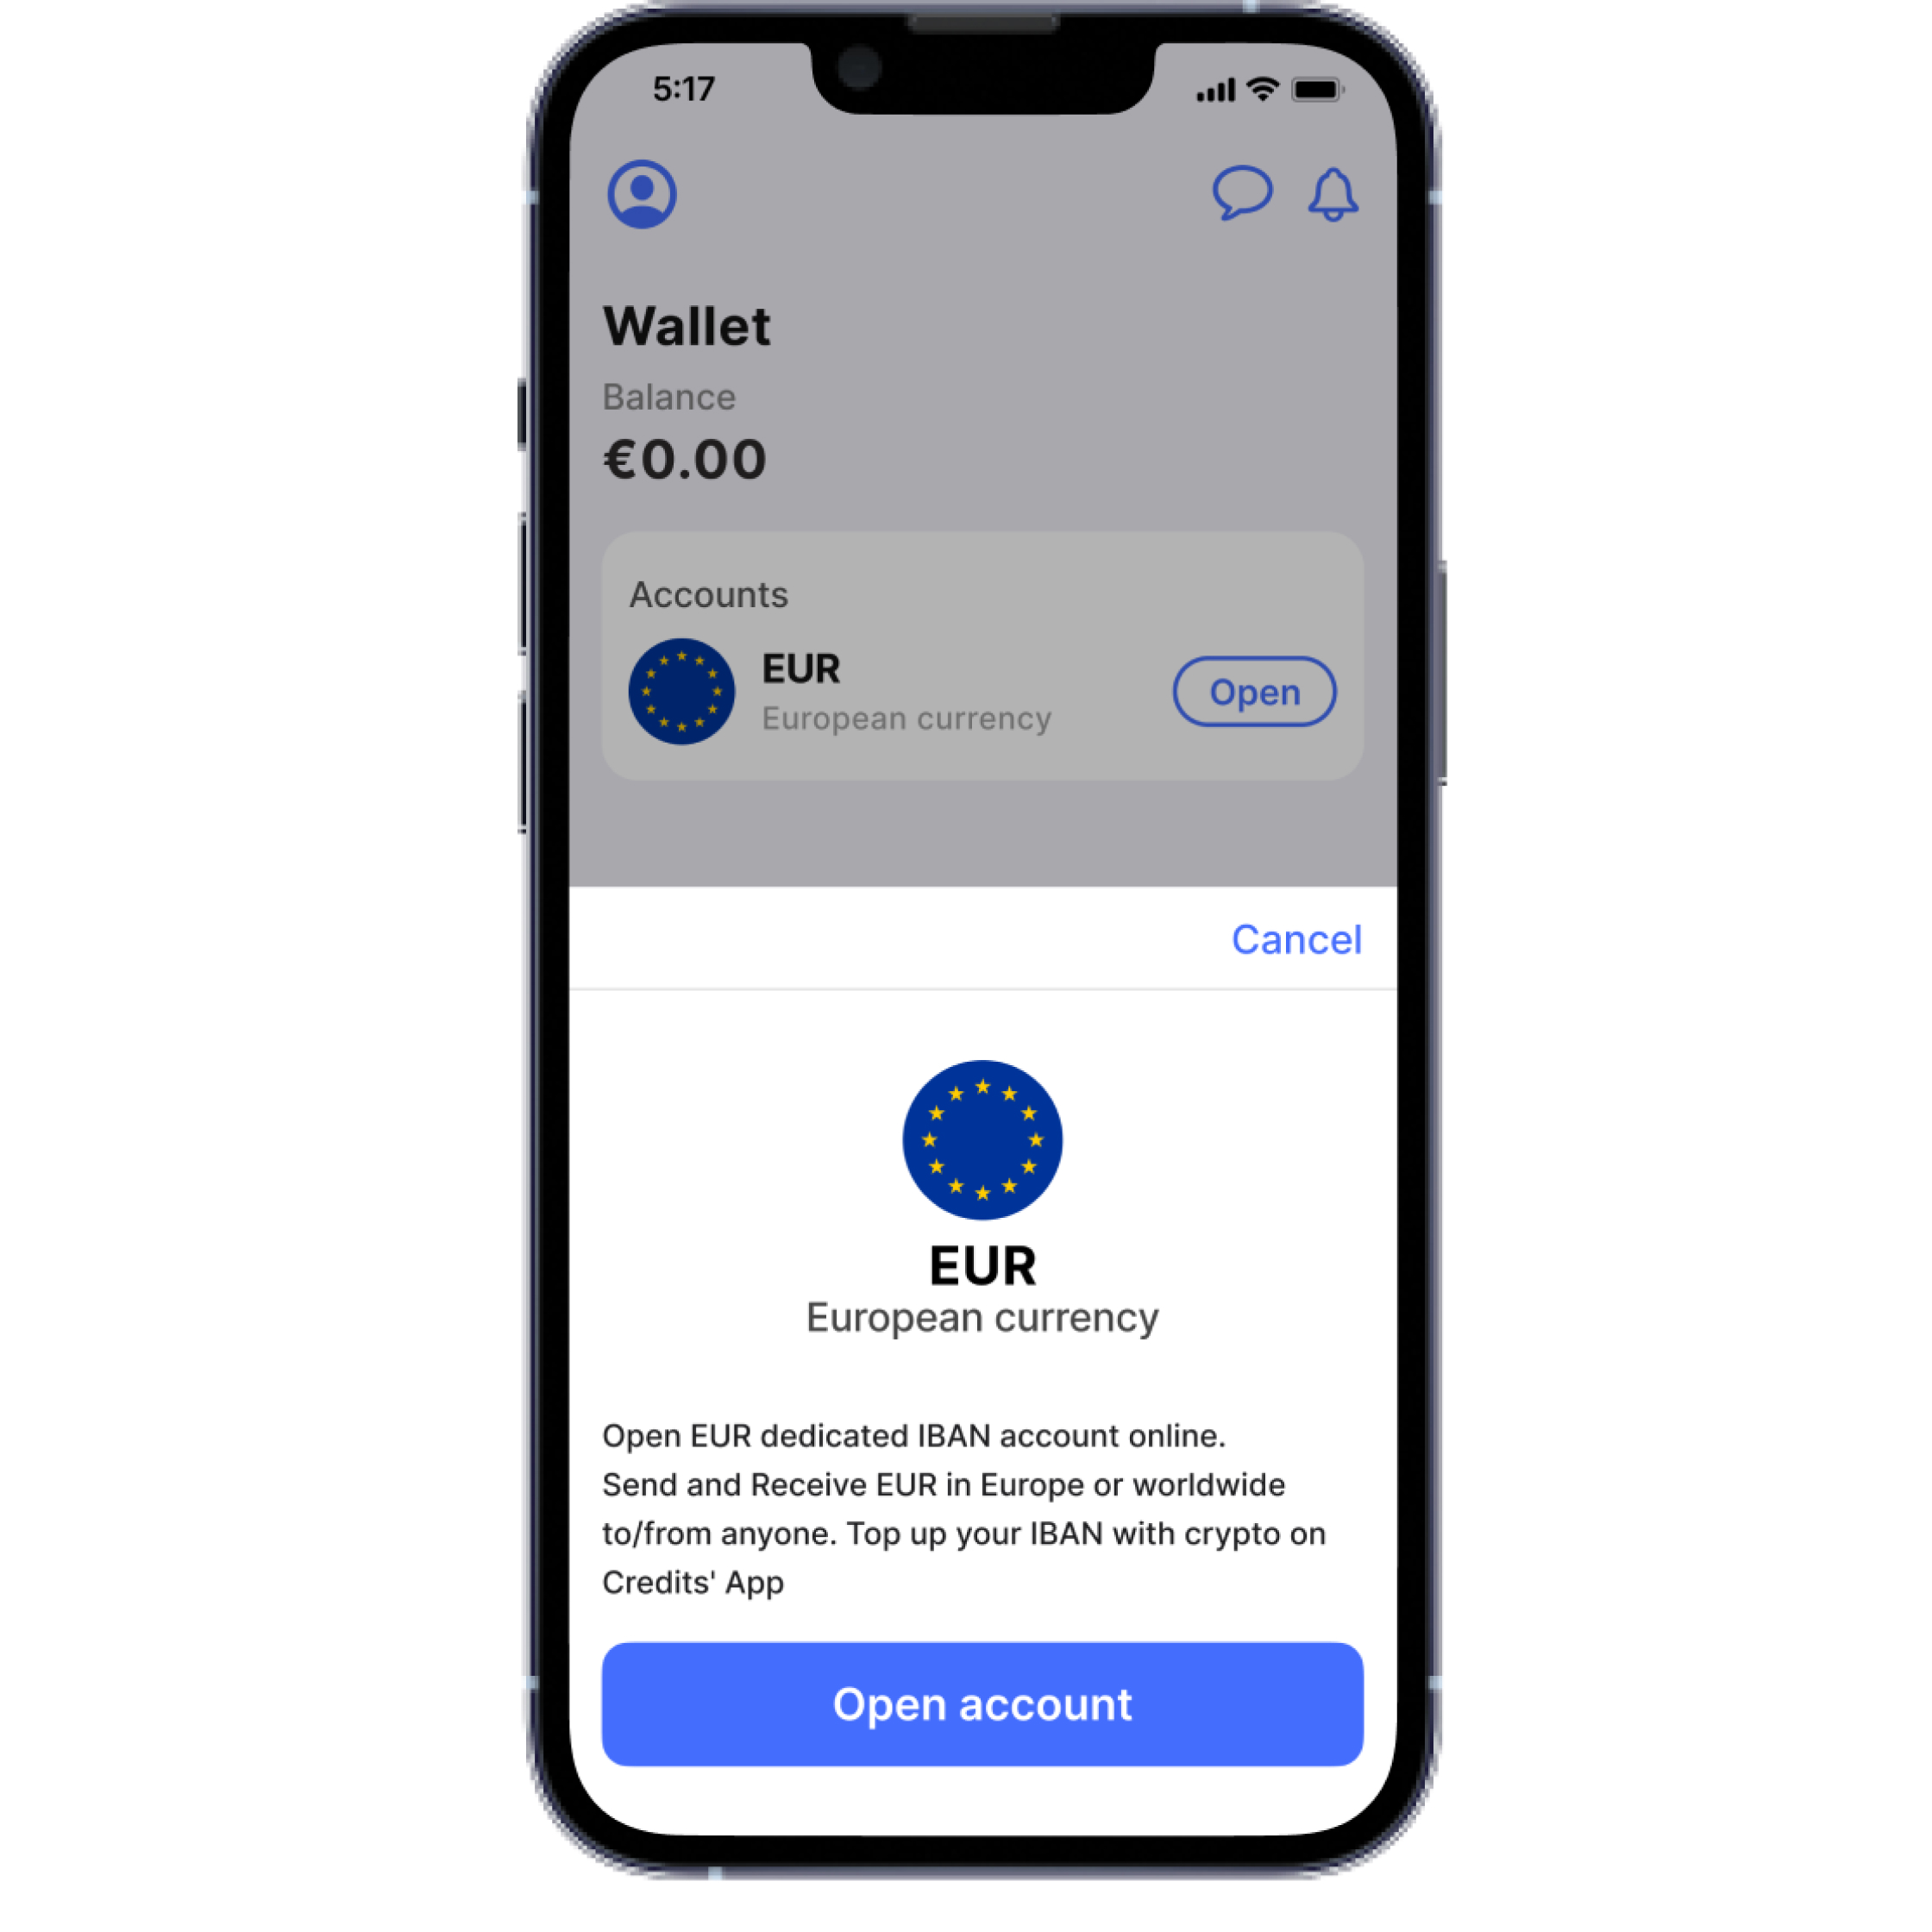 5:17
Wallet
Balance
€0.00
Accounts
EUR
European currency
Open
Cancel
EUR
European currency
Open EUR dedicated IBAN account online.
Send and Receive EUR in Europe or worldwide
to/from anyone. Top up your IBAN with crypto on
Credits' App
Open account